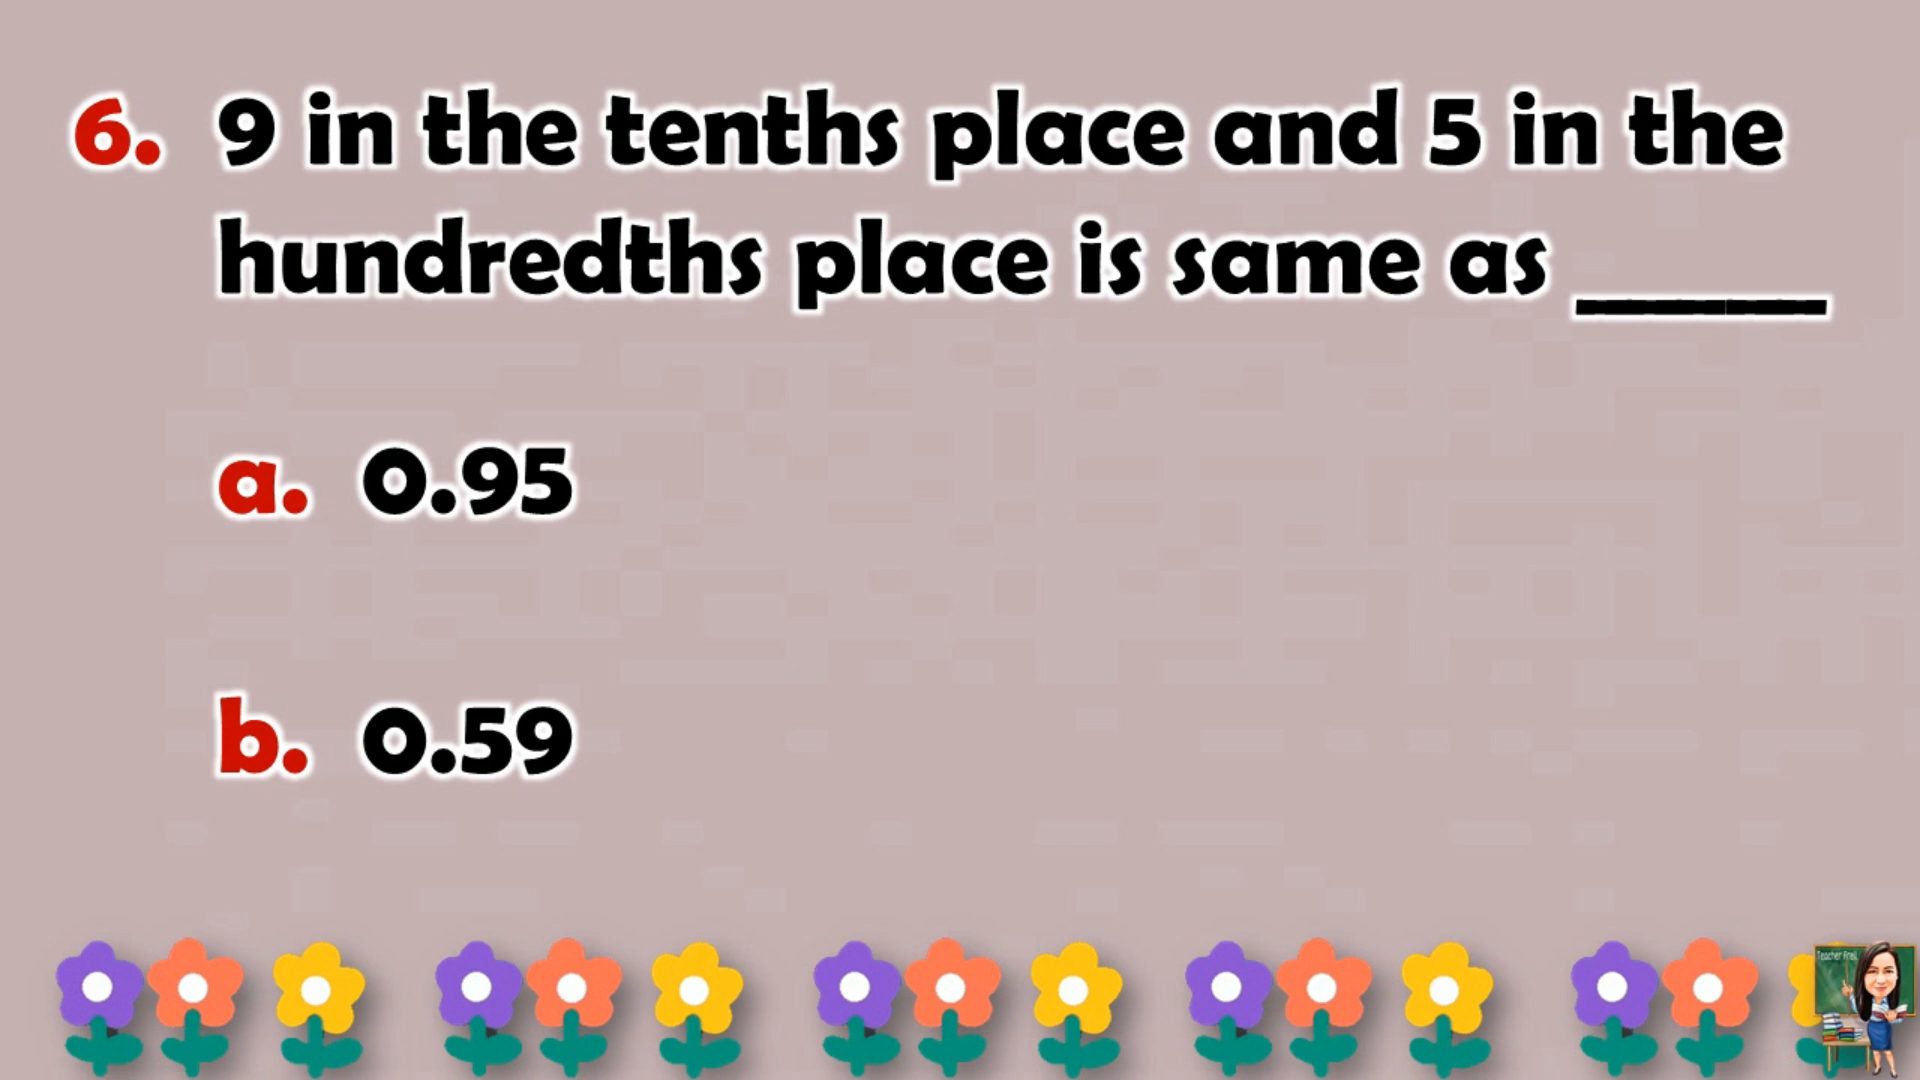 6. 9 in the tenths place and 5 in the
hundredths place is same as _____
a. 0.95
b. 0.59